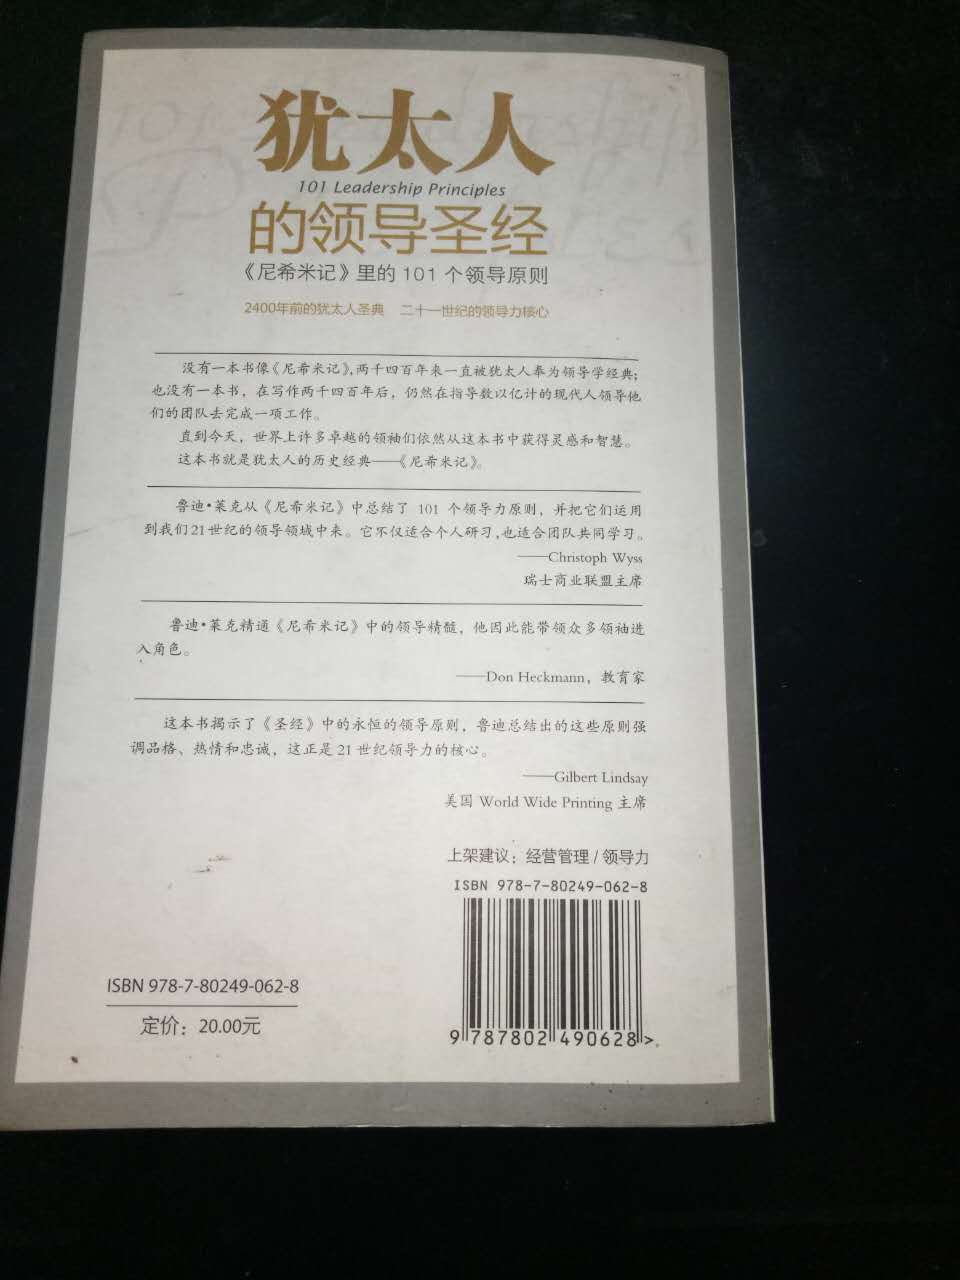 犹太人
101 Leadership Principles
的领导圣经
《尼希米记》里的101个领导原则
2400年前的犹太人圣典 二十一世纪的领导力核心
没有一本书像《尼希米记》,两千四百年来一直被犹太人奉为领导学经典;
也没有一本书，在写作两千四百年后，仍然在指导数以亿计的现代人领导他
们的团队去完成一项工作。
直到今天，世界上许多卓越的领袖们依然从这本书中获得灵感和智慧。
这本书就是犹太人的历史经典——《尼希米记》。
鲁迪•莱克从《尼希米记》中总结了 101 个领导力原则，并把它们运用
到我们21世纪的领导领域中来。它不仅适合个人研习,也适合团队共同学习。
——Christoph Wyss
瑞士商业联盟主席
鲁迪•莱克精通《尼希米记》中的领导精髓，他因此能带领众多领袖进
入角色。
——Don Heckmann，教育家
这本书揭示了《圣经》中的永恒的领导原则，鲁迪总结出的这些原则强
调品格、热情和忠诚，这正是21世纪领导力的核心。
——Gilbert Lindsay
美国 World Wide Printing 主席
上架建议：经营管理/领导力
ISBN 978-7-80249-062-8
9 787802 490628 >
ISBN 978-7-80249-062-8
定价：20.00元